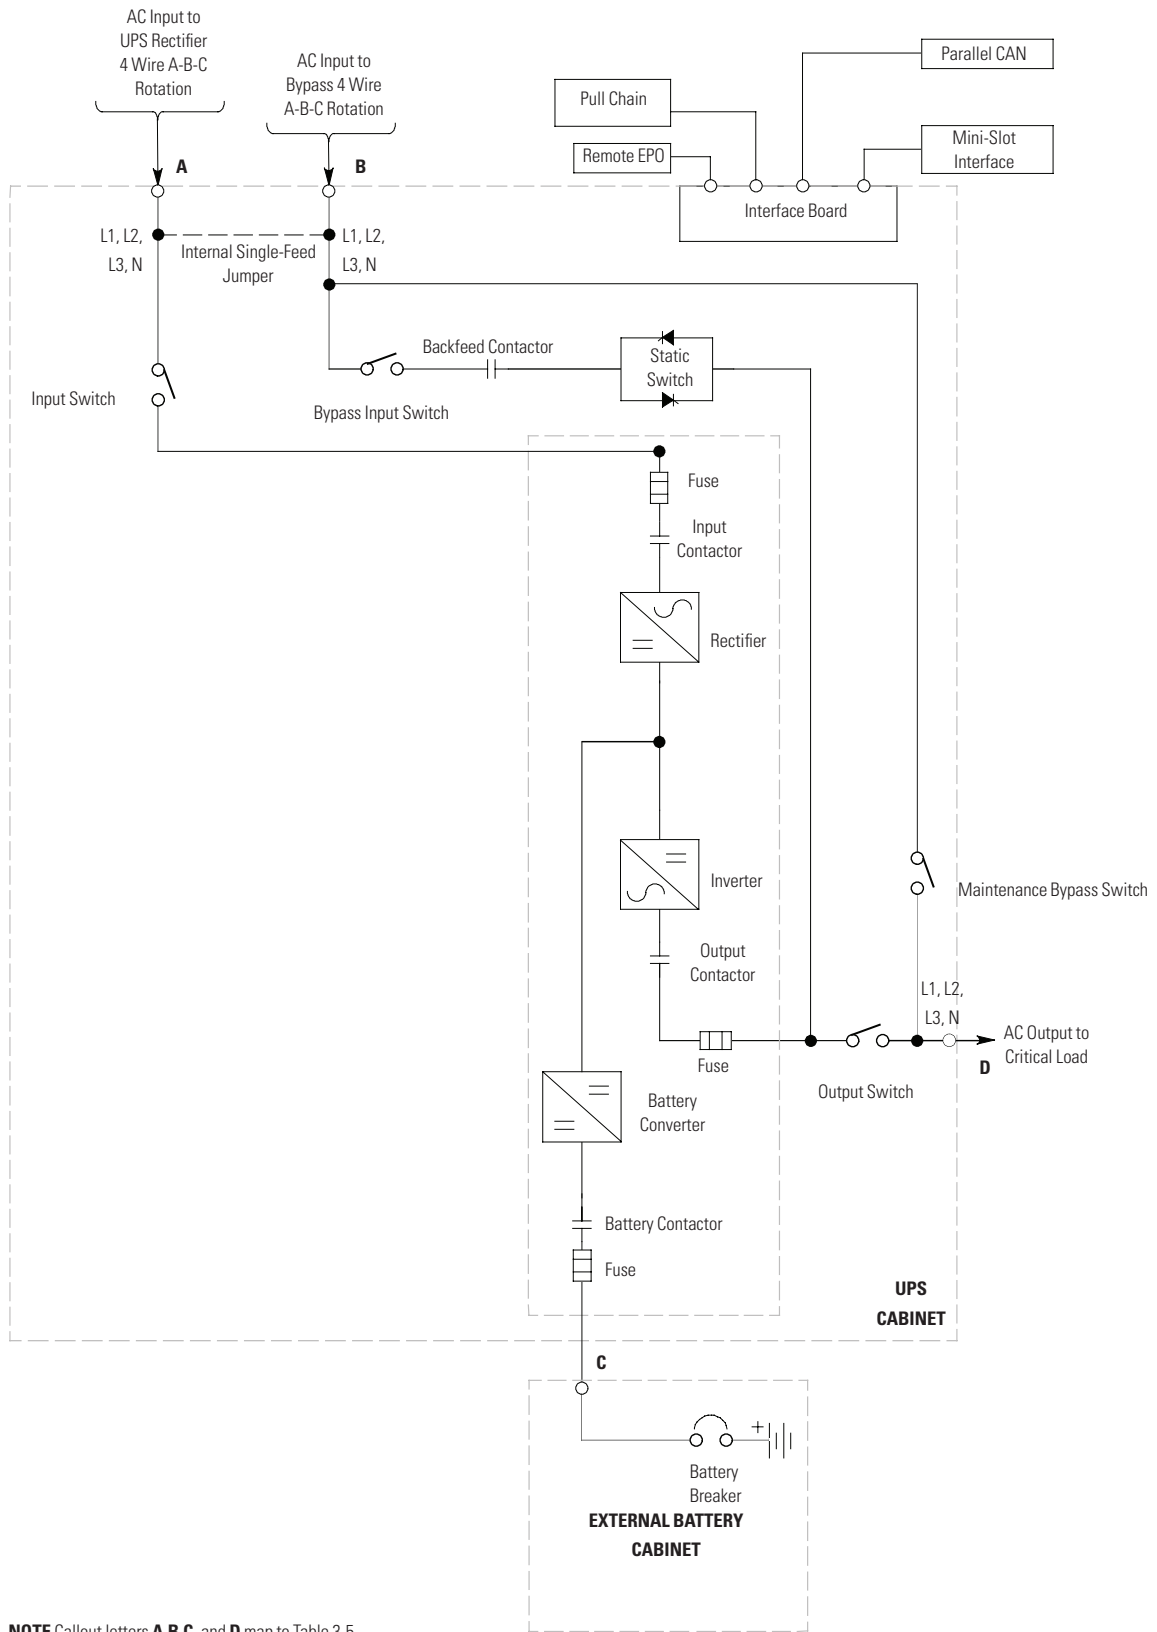 AC Input to
UPS Rectifier
4 Wire A-B-C
Rotation
AC Input to
Bypass 4 Wire
A-B-C Rotation
Parallel CAN
Pull Chain
Mini-Slot
Interface
Remote EPO
Interface Board
A
B
L1, L2,
L3, N
Internal Single-Feed
Jumper
L1, L2,
L3, N
Backfeed Contactor
Static
Switch
Input Switch
Bypass Input Switch
Fuse
Input
Contactor
Rectifier
Inverter
Maintenance Bypass Switch
Output
Contactor
L1, L2,
L3, N
AC Output to
Critical Load
D
Fuse
Output Switch
Battery
Converter
Battery Contactor
Fuse
UPS
CABINET
C
+
Battery
Breaker
EXTERNAL BATTERY
CABINET
NOTE Callout letters A, B, C, and D map to Table 3-5.